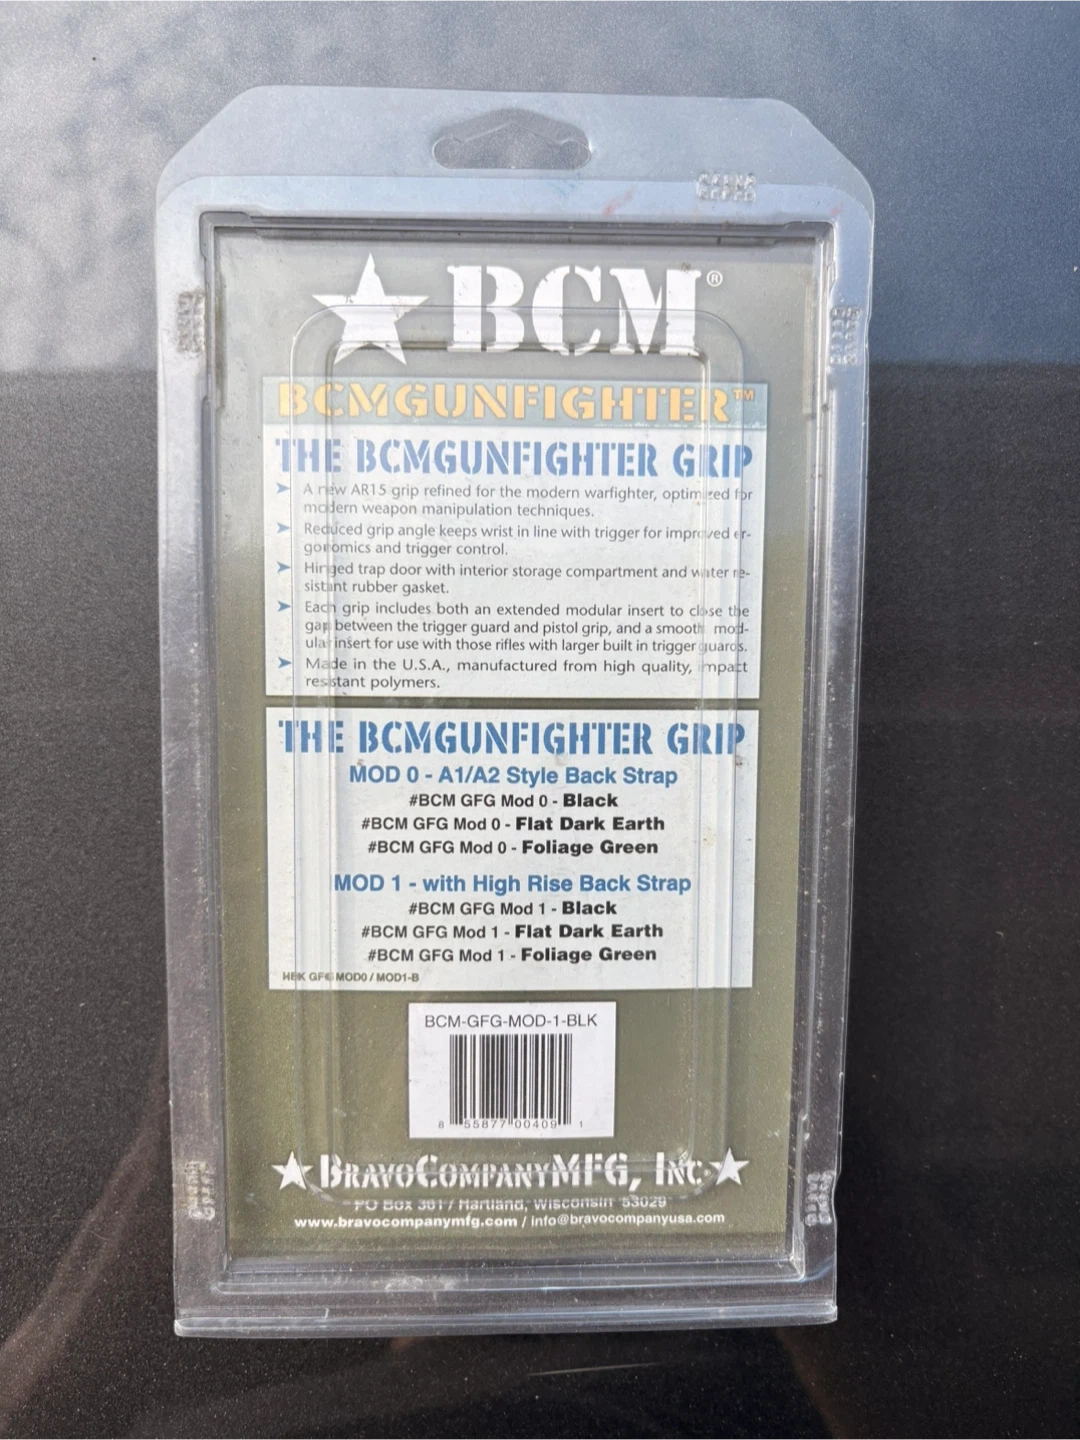 BCM®
BCMGUNFIGHTER™
THE BCMGUNFIGHTER GRIP
➤ A new AR15 grip refined for the modern warfighter, optimized for
modern weapon manipulation techniques.
➤ Reduced grip angle keeps wrist in line with trigger for improved er-
gonomics and trigger control.
➤ Hinged trap door with interior storage compartment and water re-
sistant rubber gasket.
➤ Each grip includes both an extended modular insert to close the
gap between the trigger guard and pistol grip, and a smooth mod-
ular insert for use with those rifles with larger built in trigger guards.
➤ Made in the U.S.A., manufactured from high quality, impact
resistant polymers.
THE BCMGUNFIGHTER GRIP
MOD 0 - A1/A2 Style Back Strap
#BCM GFG Mod 0 - Black
#BCM GFG Mod 0 - Flat Dark Earth
#BCM GFG Mod 0 - Foliage Green
MOD 1 - with High Rise Back Strap
#BCM GFG Mod 1 - Black
#BCM GFG Mod 1 - Flat Dark Earth
#BCM GFG Mod 1 - Foliage Green
MOD0 / MOD1-B
BCM-GFG-MOD-1-BLK
8 55877 00409 1
BRAVOCOMPANYMFG, INC.
PO Box 361 / Hartland, Wisconsin 53029
www.bravocompanymfg.com / info@bravocompanyusa.com